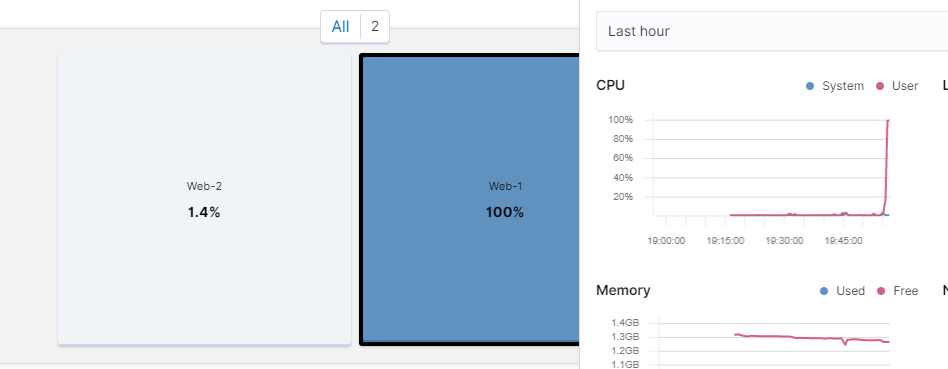 All 2
Web-2
1.4%
Web-1
100%
Last hour
CPU
System User
100%
80%
60%
40%
20%
19:00:00 19:15:00 19:30:00 19:45:00
Memory
Used Free
1.4GB
1.3GB
1.2GB
1.1GB